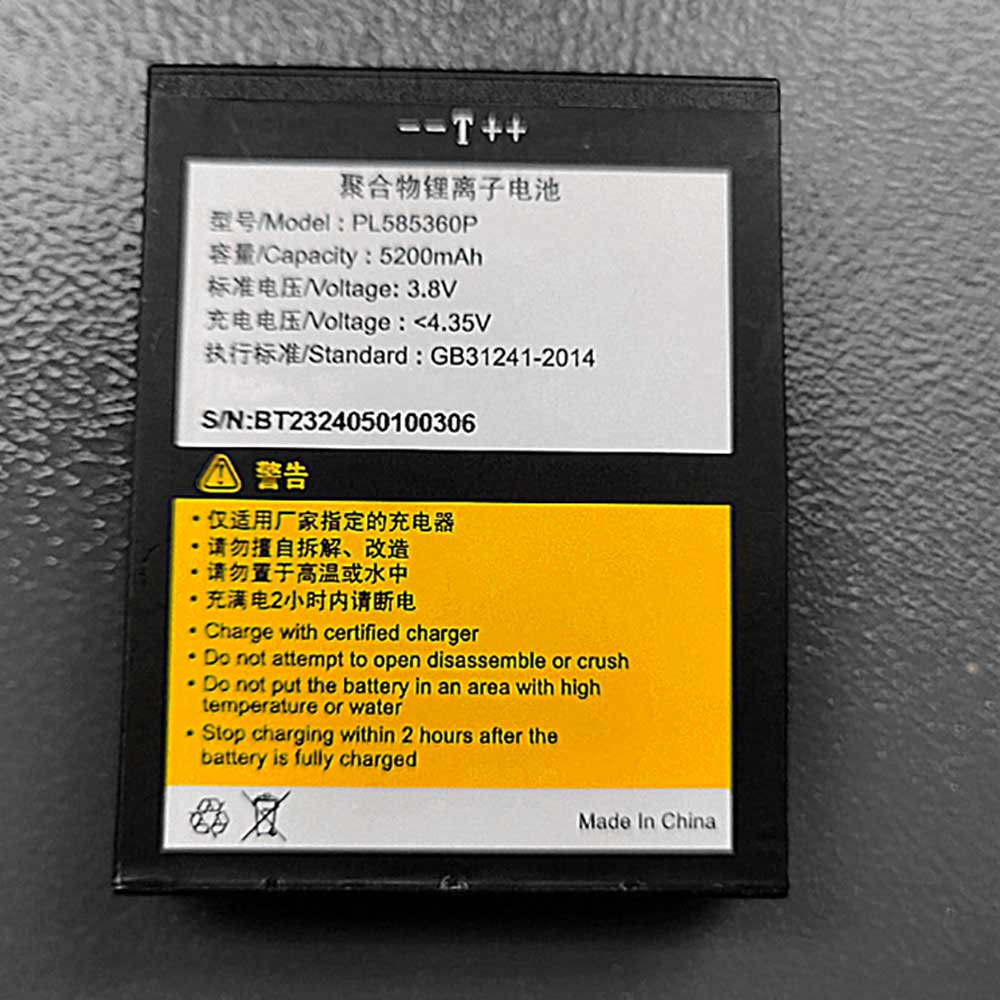 --T++
聚合物锂离子电池
型号/Model : PL585360P
容量/Capacity : 5200mAh
标准电压/Voltage: 3.8V
充电电压/Voltage : <4.35V
执行标准/Standard : GB31241-2014
S/N:BT2324050100306
警告
• 仅适用厂家指定的充电器
• 请勿擅自拆解、改造
• 请勿置于高温或水中
• 充满电2小时内请断电
• Charge with certified charger
• Do not attempt to open disassemble or crush
• Do not put the battery in an area with high
temperature or water
• Stop charging within 2 hours after the
battery is fully charged
Made In China